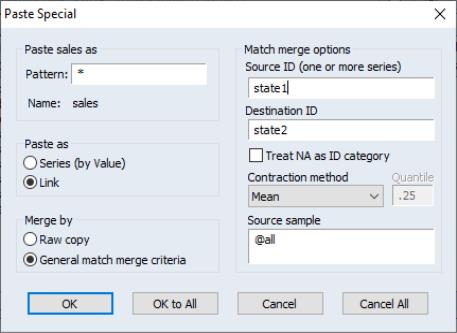 Paste Special
Paste sales as
Pattern: *
Name: sales
Paste as
Series (by Value)
Link
Merge by
Raw copy
General match merge criteria
Match merge options
Source ID (one or more series)
state1
Destination ID
state2
Treat NA as ID category
Contraction method Quantile
Mean .25
Source sample
@all
OK OK to All Cancel Cancel All